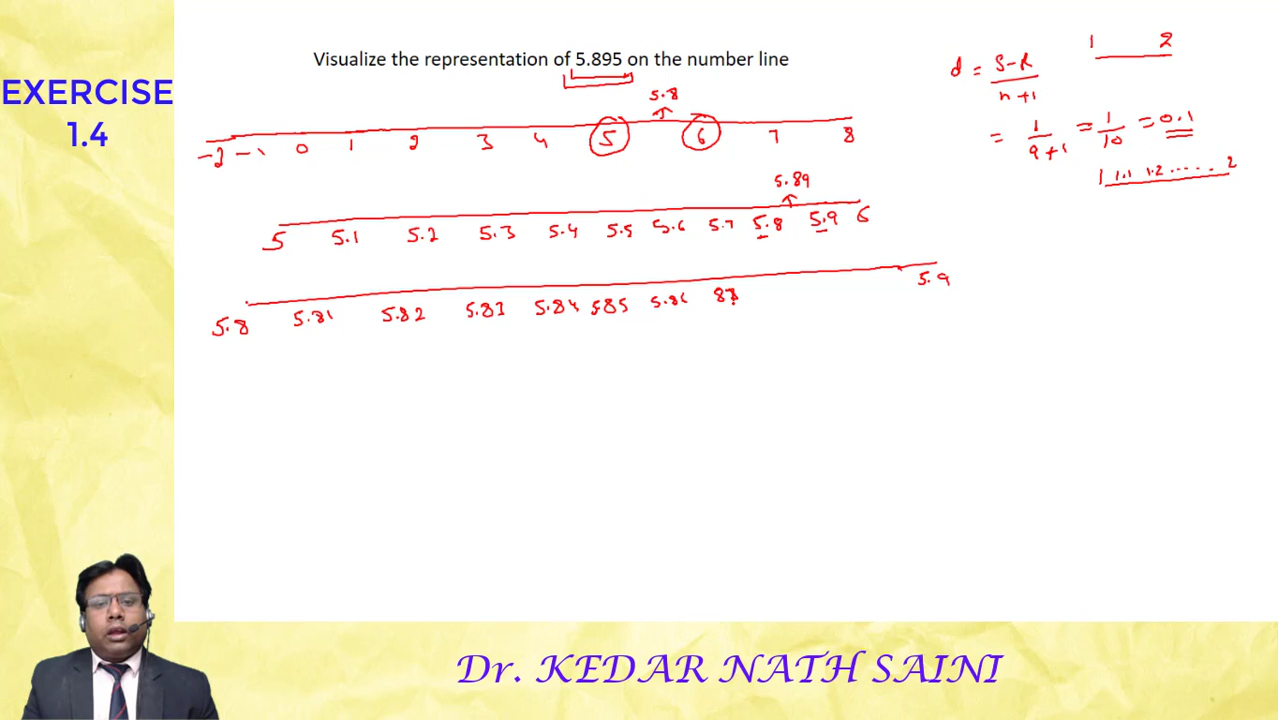 EXERCISE
1.4
Visualize the representation of 5.895 on the number line
5.8
-2 -1 0 1 2 3 4 5 6 7 8
5.89
5 5.1 5.2 5.3 5.4 5.5 5.6 5.7 5.8 5.9 6
5.8 5.81 5.82 5.83 5.84 5.85 5.86 87 5.9
1 2
d = S-R
n+1
= 1 = 1 = 0.1
9+1 10
1 1.1 1.2 ...... 2
Dr. KEDAR NATH SAINI